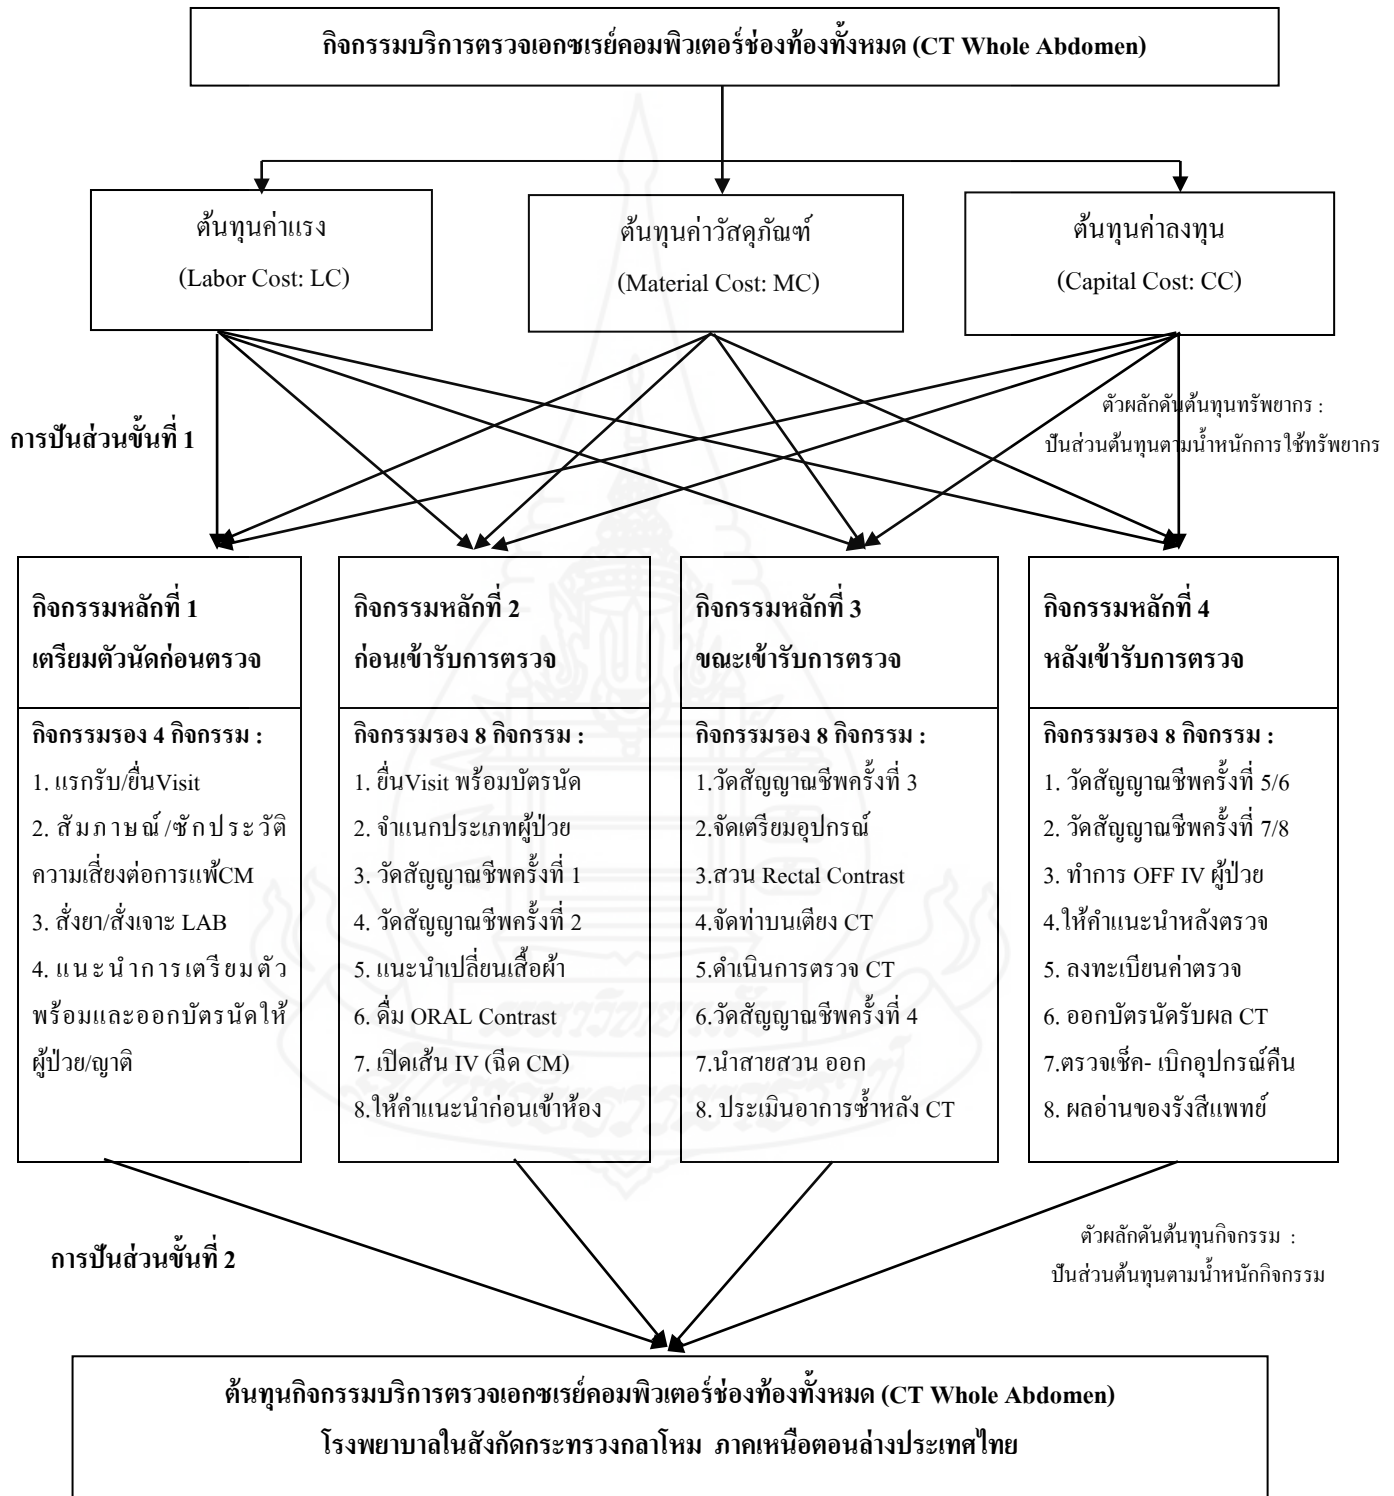 กิจกรรมบริการตรวจเอกซเรย์คอมพิวเตอร์ช่องท้องทั้งหมด (CT Whole Abdomen)
ต้นทุนค่าแรง
(Labor Cost: LC)
ต้นทุนค่าวัสดุภัณฑ์
(Material Cost: MC)
ต้นทุนค่าลงทุน
(Capital Cost: CC)
การปันส่วนขั้นที่ 1
ตัวผลักดันต้นทุนทรัพยากร :
ปันส่วนต้นทุนตามน้ำหนักการใช้ทรัพยากร
กิจกรรมหลักที่ 1
เตรียมตัวนัดก่อนตรวจ
กิจกรรมรอง 4 กิจกรรม :
1. แรกรับ/ยื่นVisit
2. สัมภาษณ์/ซักประวัติ
ความเสี่ยงต่อการแพ้CM
3. สั่งยา/สั่งเจาะ LAB
4. แนะนำการเตรียมตัว
พร้อมและออกบัตรนัดให้
ผู้ป่วย/ญาติ
กิจกรรมหลักที่ 2
ก่อนเข้ารับการตรวจ
กิจกรรมรอง 8 กิจกรรม :
1. ยื่นVisit พร้อมบัตรนัด
2. จำแนกประเภทผู้ป่วย
3. วัดสัญญาณชีพครั้งที่ 1
4. วัดสัญญาณชีพครั้งที่ 2
5. แนะนำเปลี่ยนเสื้อผ้า
6. ดื่ม ORAL Contrast
7. เปิดเส้น IV (ฉีด CM)
8.ให้คำแนะนำก่อนเข้าห้อง
กิจกรรมหลักที่ 3
ขณะเข้ารับการตรวจ
กิจกรรมรอง 8 กิจกรรม :
1.วัดสัญญาณชีพครั้งที่ 3
2.จัดเตรียมอุปกรณ์
3.สวน Rectal Contrast
4.จัดท่าบนเตียง CT
5.ดำเนินการตรวจ CT
6.วัดสัญญาณชีพครั้งที่ 4
7.นำสายสวน ออก
8. ประเมินอาการซ้ำหลัง CT
กิจกรรมหลักที่ 4
หลังเข้ารับการตรวจ
กิจกรรมรอง 8 กิจกรรม :
1. วัดสัญญาณชีพครั้งที่ 5/6
2. วัดสัญญาณชีพครั้งที่ 7/8
3. ทำการ OFF IV ผู้ป่วย
4.ให้คำแนะนำหลังตรวจ
5. ลงทะเบียนค่าตรวจ
6. ออกบัตรนัดรับผล CT
7.ตรวจเช็ค- เบิกอุปกรณ์คืน
8. ผลอ่านของรังสีแพทย์
การปันส่วนขั้นที่ 2
ตัวผลักดันต้นทุนกิจกรรม :
ปันส่วนต้นทุนตามน้ำหนักกิจกรรม
ต้นทุนกิจกรรมบริการตรวจเอกซเรย์คอมพิวเตอร์ช่องท้องทั้งหมด (CT Whole Abdomen)
โรงพยาบาลในสังกัดกระทรวงกลาโหม ภาคเหนือตอนล่างประเทศไทย